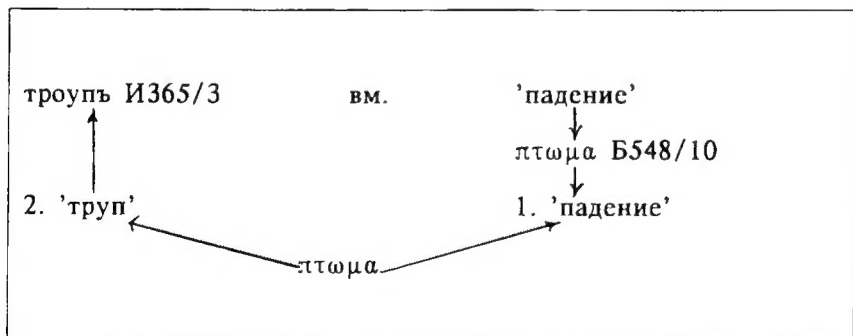 троупъ И365/3 вм. 'падение'
πτωμα Б548/10
2. 'труп' 1. 'падение'
πτωμα